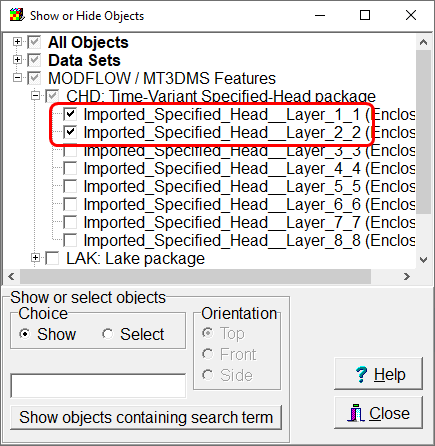 Show or Hide Objects
All Objects
Data Sets
MODFLOW / MT3DMS Features
CHD: Time-Variant Specified-Head package
Imported_Specified_Head__Layer_1_1 (Enclos
Imported_Specified_Head__Layer_2_2 (Enclos
Imported_Specified_Head__Layer_3_3 (Enclos
Imported_Specified_Head__Layer_4_4 (Enclos
Imported_Specified_Head__Layer_5_5 (Enclos
Imported_Specified_Head__Layer_6_6 (Enclos
Imported_Specified_Head__Layer_7_7 (Enclos
Imported_Specified_Head__Layer_8_8 (Enclos
LAK: Lake package
Show or select objects
Choice
Show Select
Orientation
Top
Front
Side
Show objects containing search term
Help
Close